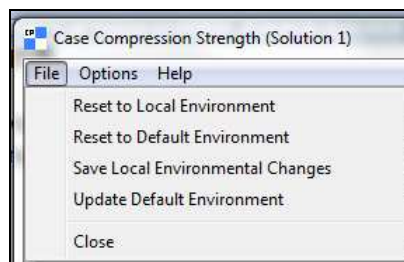 Case Compression Strength (Solution 1)
File Options Help
Reset to Local Environment
Reset to Default Environment
Save Local Environmental Changes
Update Default Environment
Close